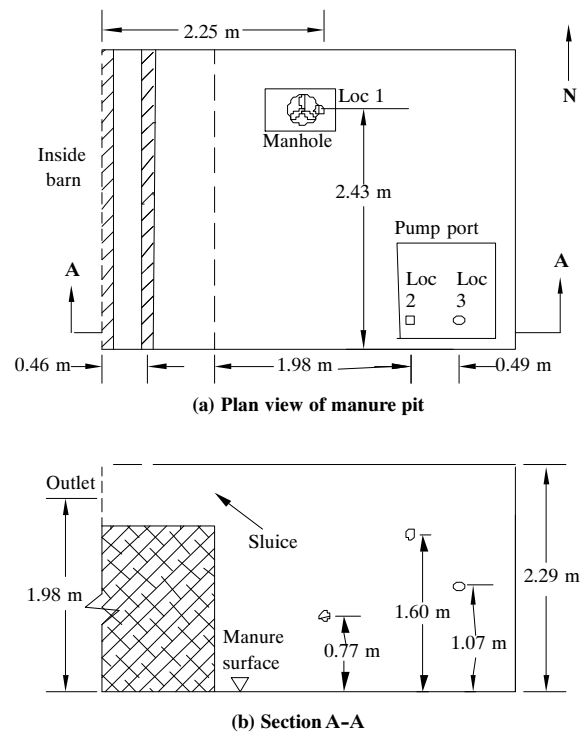 2.25 m
N
Loc 1
Manhole
Inside
barn
2.43 m
Pump port
A
A
Loc
2
Loc
3
0.46 m
1.98 m
0.49 m
(a) Plan view of manure pit
Outlet
Sluice
1.98 m
2.29 m
1.60 m
1.07 m
0.77 m
Manure
surface
(b) Section A-A